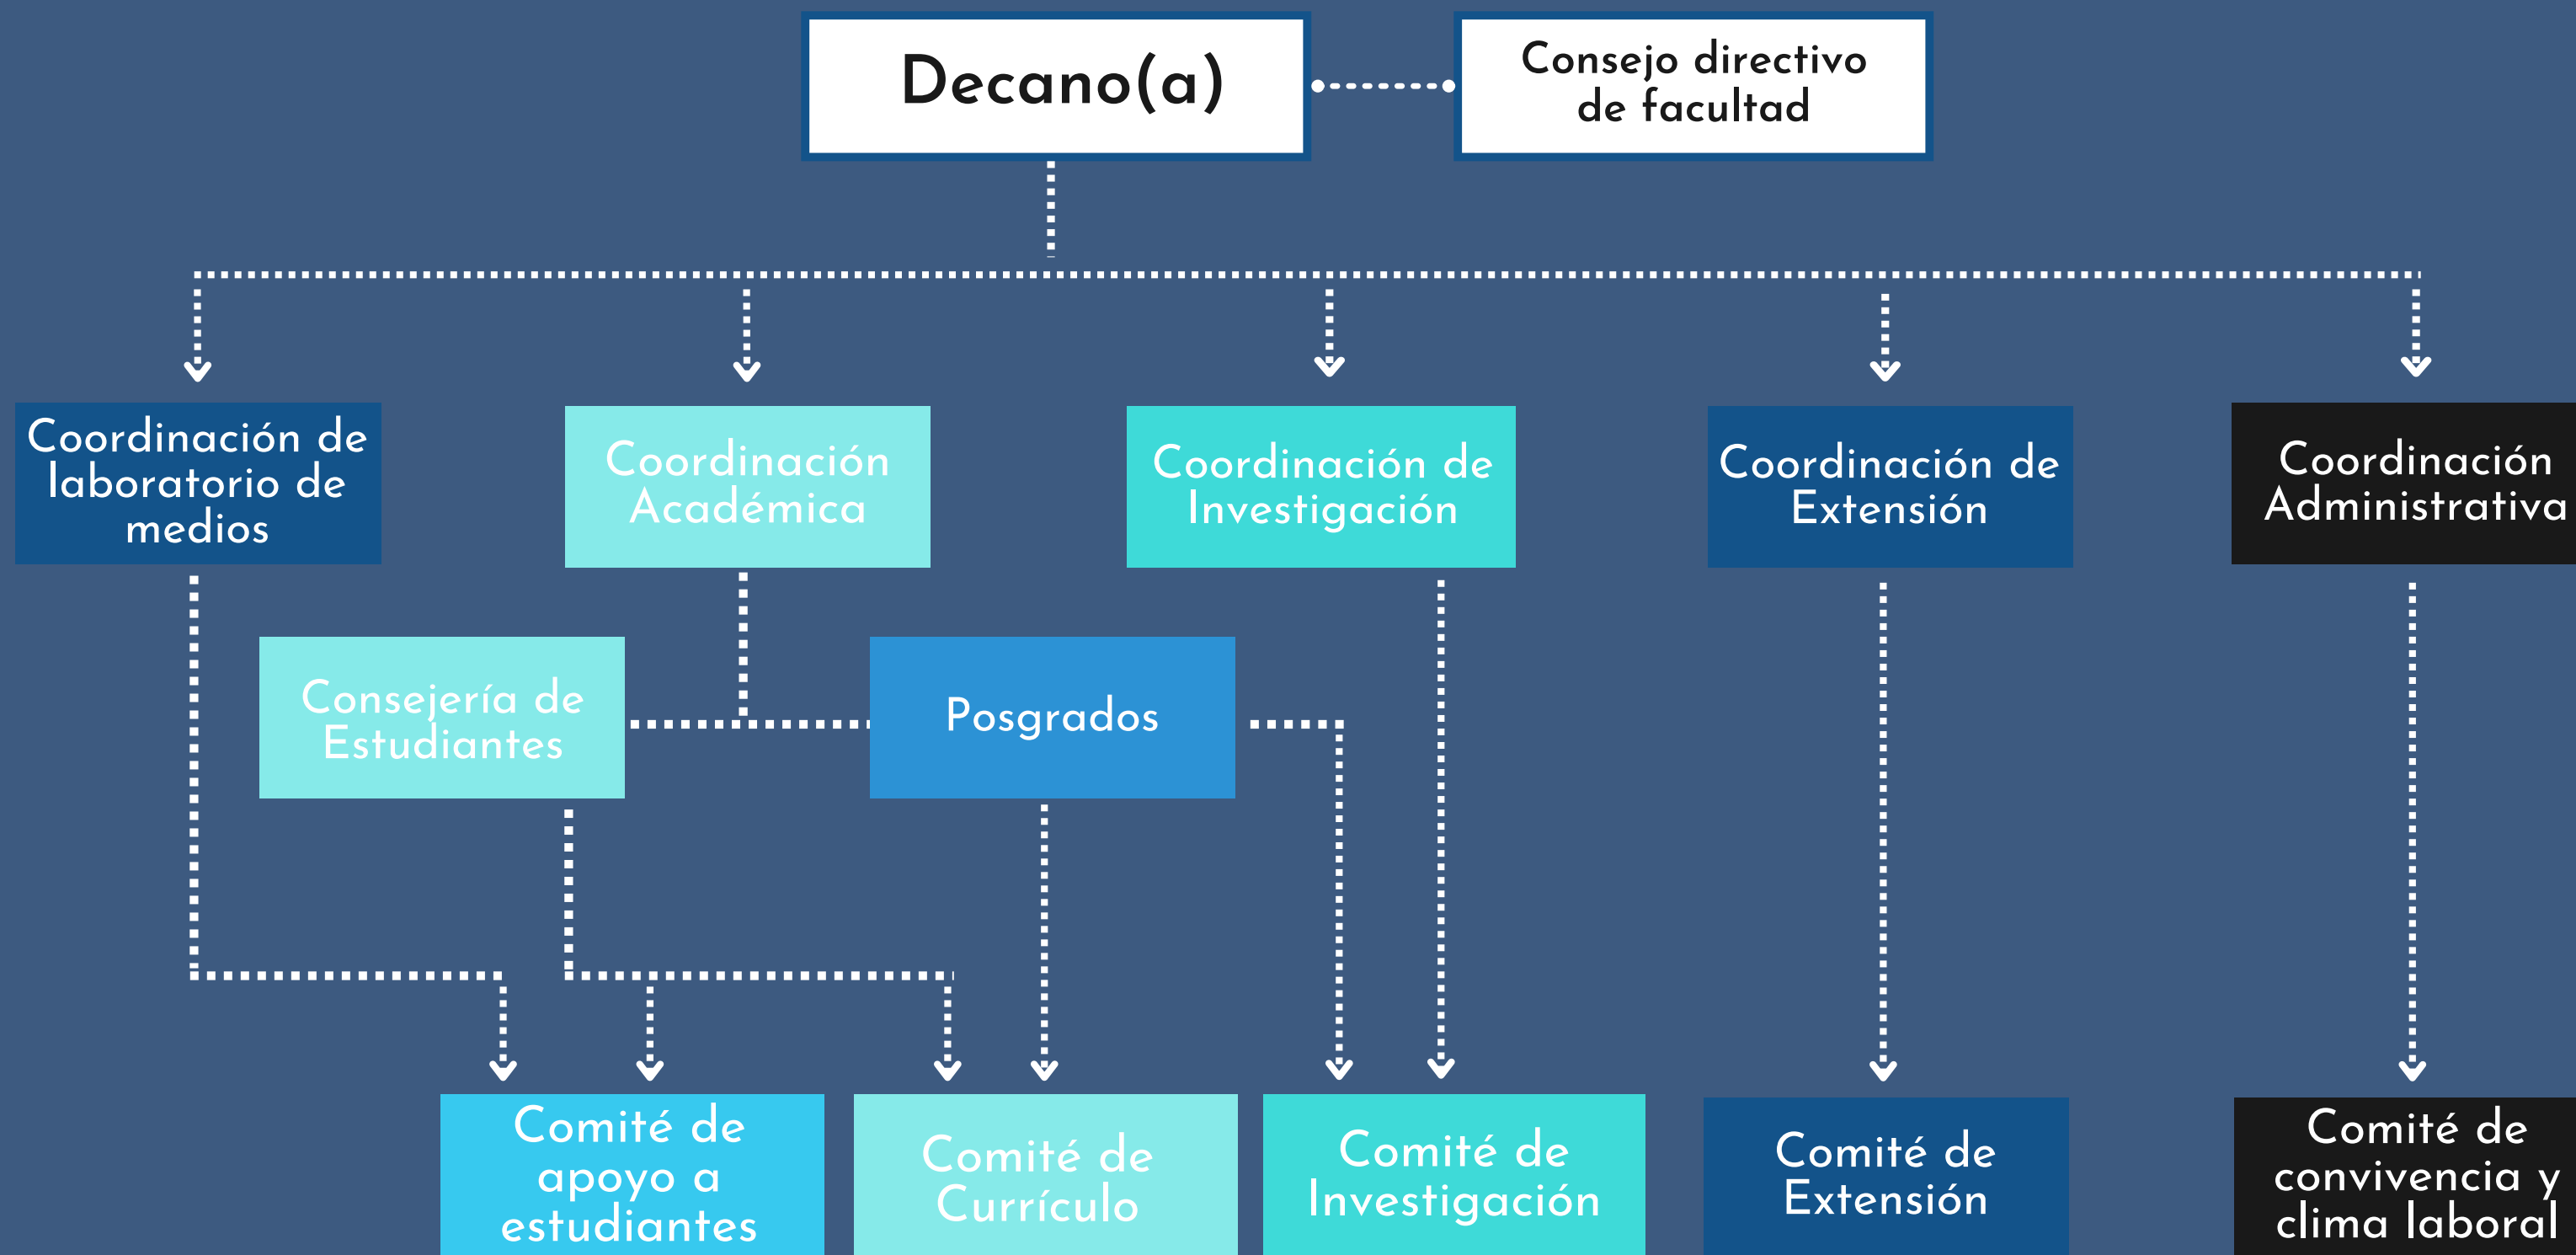 Decano(a)
Consejo directivo
de facultad
Coordinación de
laboratorio de
medios
Coordinación
Académica
Coordinación de
Investigación
Coordinación de
Extensión
Coordinación
Administrativa
Consejería de
Estudiantes
Posgrados
Comité de
apoyo a
estudiantes
Comité de
Currículo
Comité de
Investigación
Comité de
Extensión
Comité de
convivencia y
clima laboral